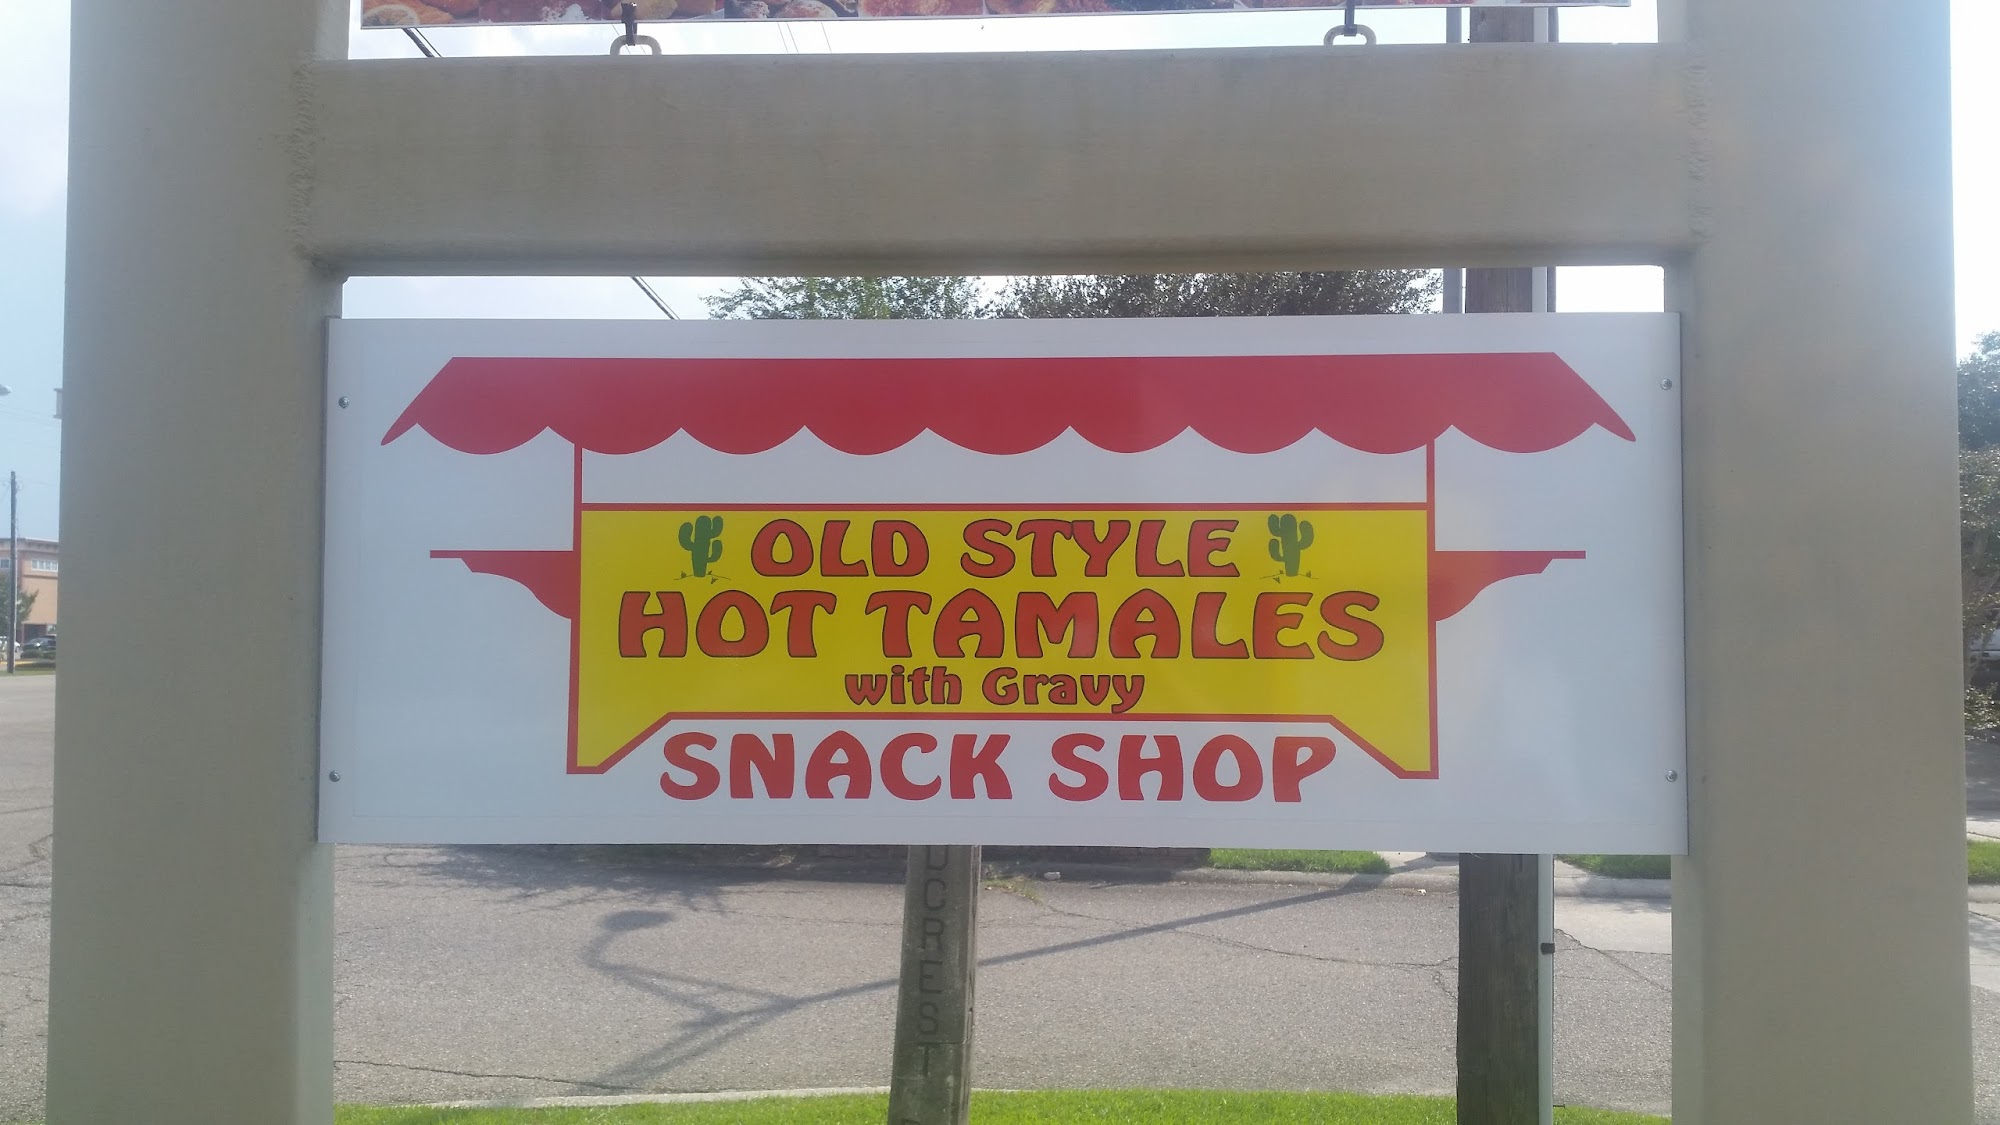 OLD STYLE
HOT TAMALES
with Gravy
SNACK SHOP